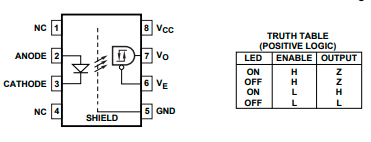 NC 1
8 VCC
ANODE 2
7 VO
CATHODE 3
6 VE
NC 4
5 GND
SHIELD
TRUTH TABLE
(POSITIVE LOGIC)
LED ENABLE OUTPUT
ON H Z
OFF H Z
ON L H
OFF L L